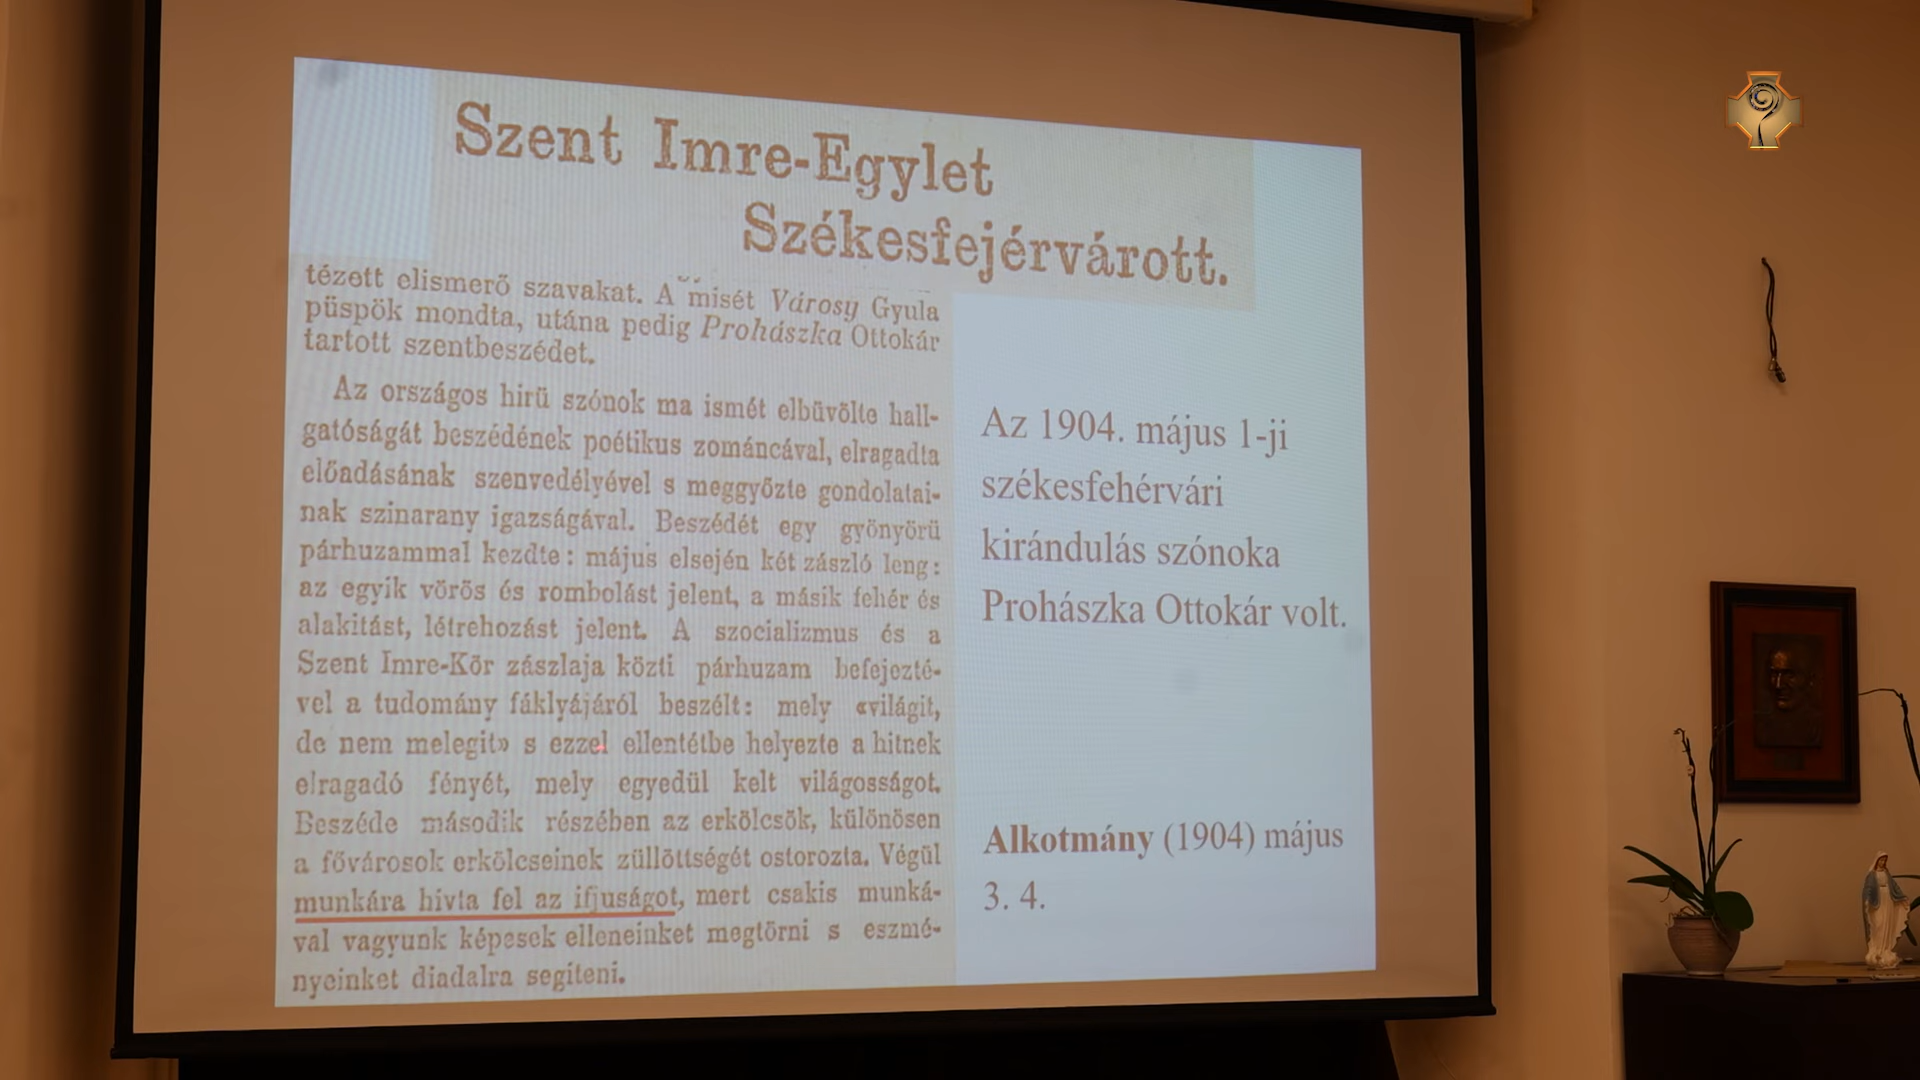 Szent Imre-Egylet
Székesfejérvárott.
tézett elismerő szavakat. A misét Városy Gyula
püspök mondta, utána pedig Prohászka Ottokár
tartott szentbeszédet.
Az országos hirü szónok ma ismét elbüvölte hall-
gatóságát beszédének poétikus zománcával, elragadta
előadásának szenvedélyével s meggyőzte gondolatai-
nak szinarany igazságával. Beszédét egy gyönyörü
párhuzammal kezdte: május elsején két zászló leng:
az egyik vörös és rombolást jelent, a másik fehér és
alakitást, létrehozást jelent. A szocializmus és a
Szent Imre-Kör zászlaja közti párhuzam befejezté-
vel a tudomány fáklyájáról beszélt: mely «világit,
de nem melegit» s ezzel ellentétbe helyezte a hitnek
elragadó fényét, mely egyedül kelt világosságot.
Beszéde második részében az erkölcsök, különösen
a fővárosok erkölcseinek züllöttségét ostorozta. Végül
munkára hívta fel az ifjuságot, mert csakis munká-
val vagyunk képesek elleneinket megtörni s eszmé-
nyeinket diadalra segíteni.
Az 1904. május 1-ji
székesfehérvári
kirándulás szónoka
Prohászka Ottokár volt.
Alkotmány (1904) május
3. 4.